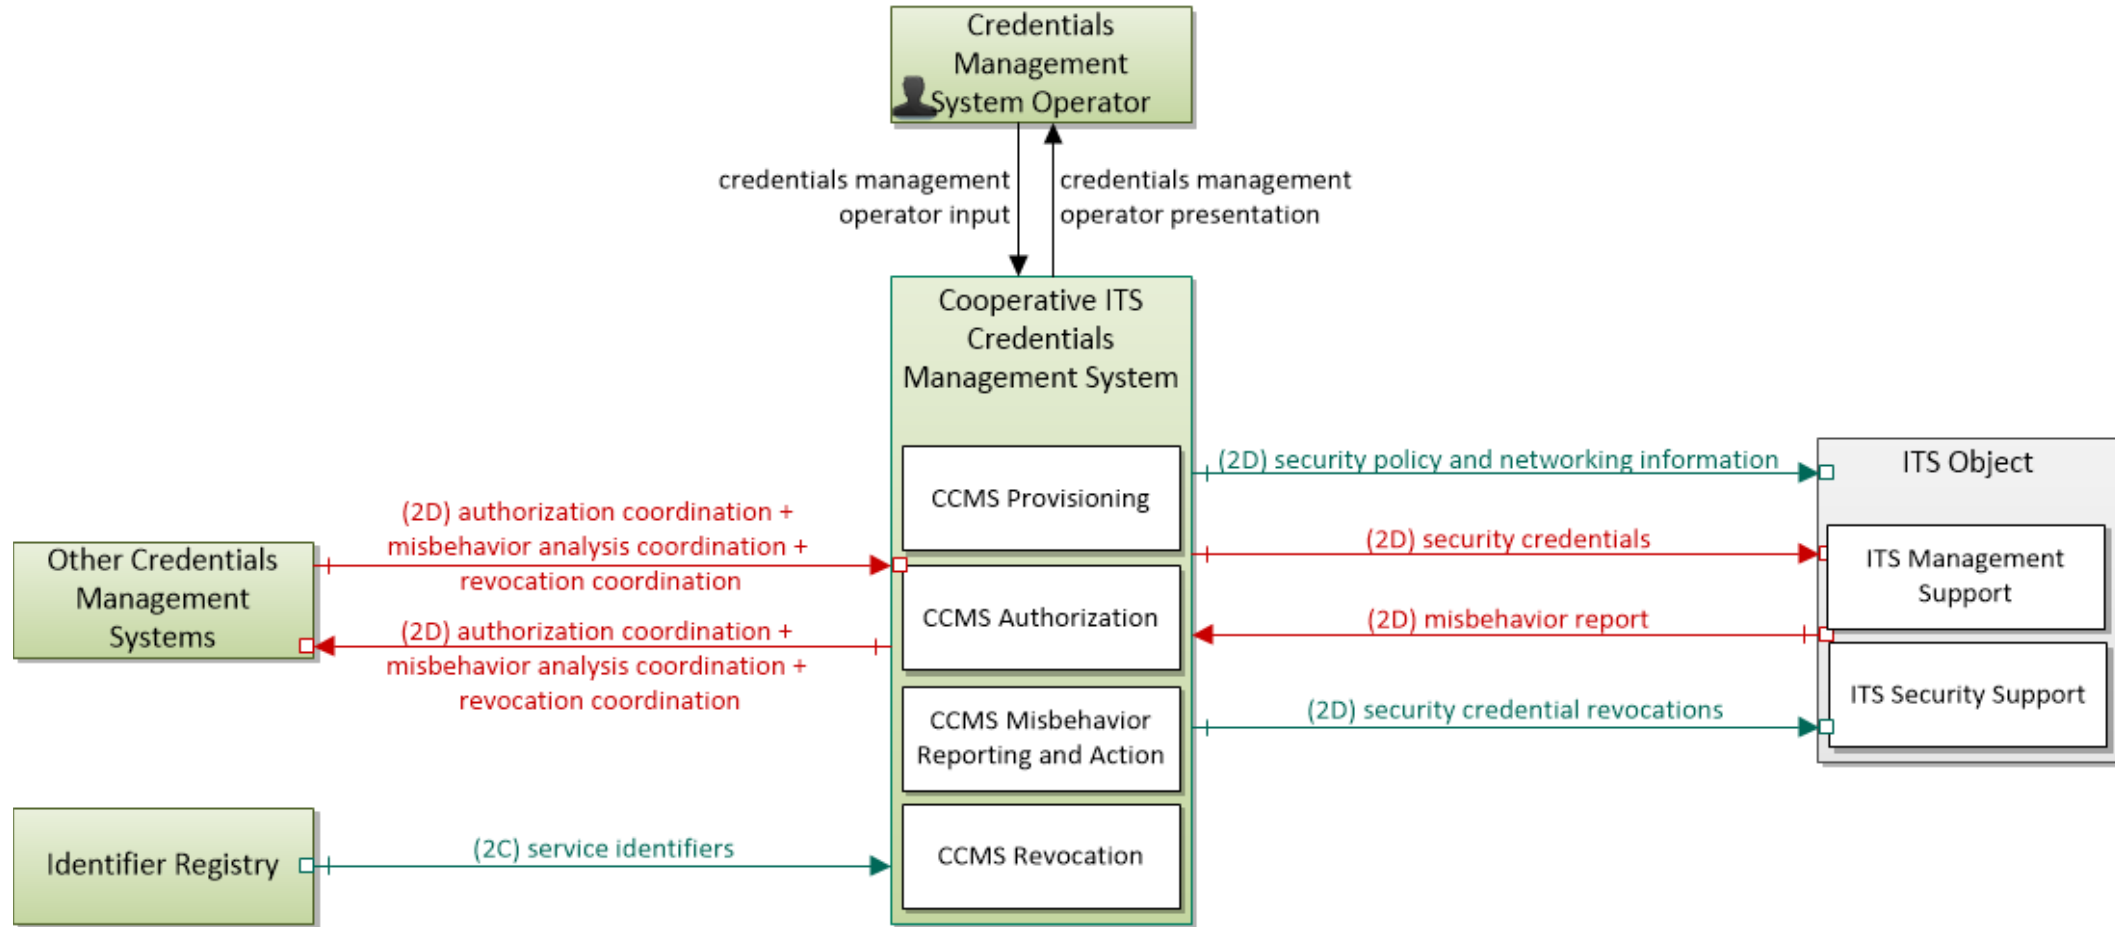 Credentials
Management
System Operator
credentials management
operator input
credentials management
operator presentation
Cooperative ITS
Credentials
Management System
CCMS Provisioning
CCMS Authorization
CCMS Misbehavior
Reporting and Action
CCMS Revocation
(2D) authorization coordination +
misbehavior analysis coordination +
revocation coordination
(2D) authorization coordination +
misbehavior analysis coordination +
revocation coordination
Other Credentials
Management
Systems
Identifier Registry
(2C) service identifiers
(2D) security policy and networking information
(2D) security credentials
(2D) misbehavior report
(2D) security credential revocations
ITS Object
ITS Management
Support
ITS Security Support